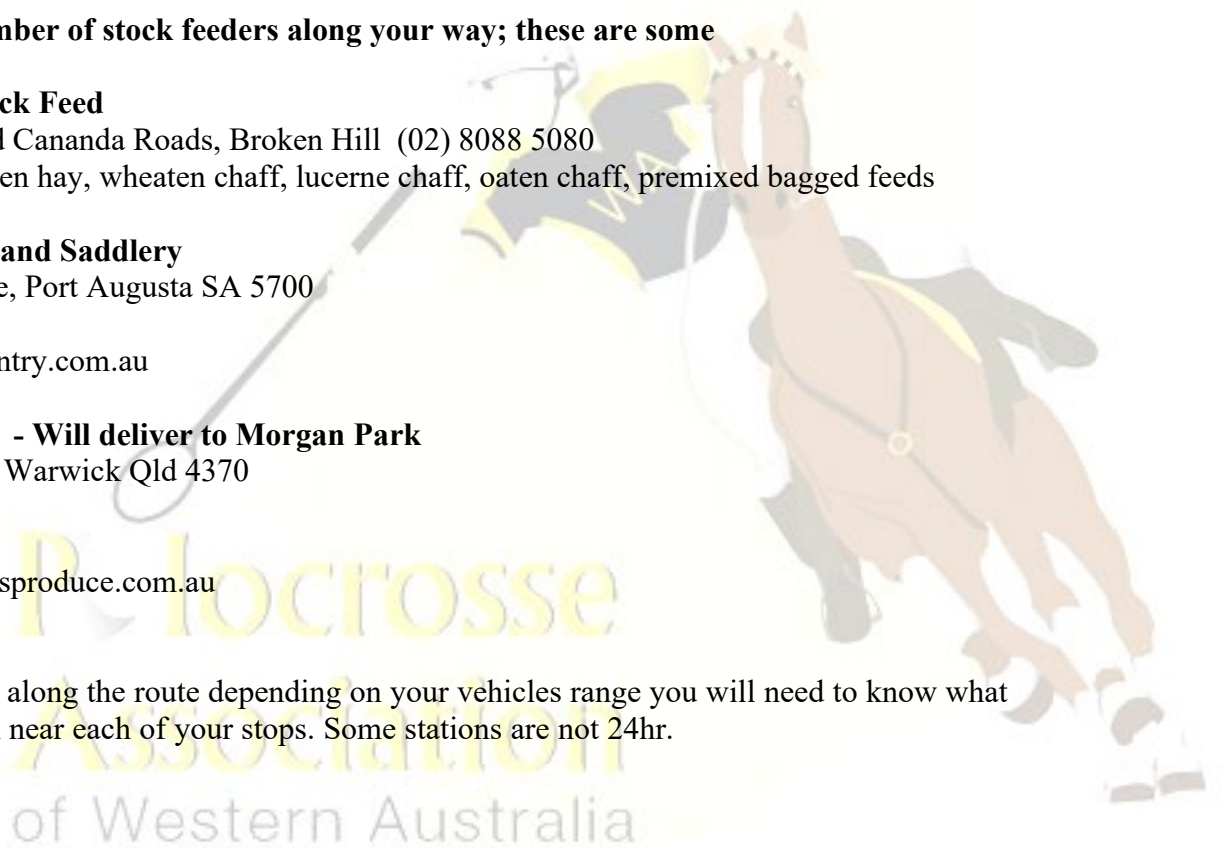 mber of stock feeders along your way; these are some
ck Feed
d Cananda Roads, Broken Hill (02) 8088 5080
en hay, wheaten chaff, lucerne chaff, oaten chaff, premixed bagged feeds
WA
and Saddlery
e, Port Augusta SA 5700
ntry.com.au
- Will deliver to Morgan Park
Warwick Qld 4370
sproduce.com.au
Polocrosse
along the route depending on your vehicles range you will need to know what
near each of your stops. Some stations are not 24hr.
Association
of Western Australia